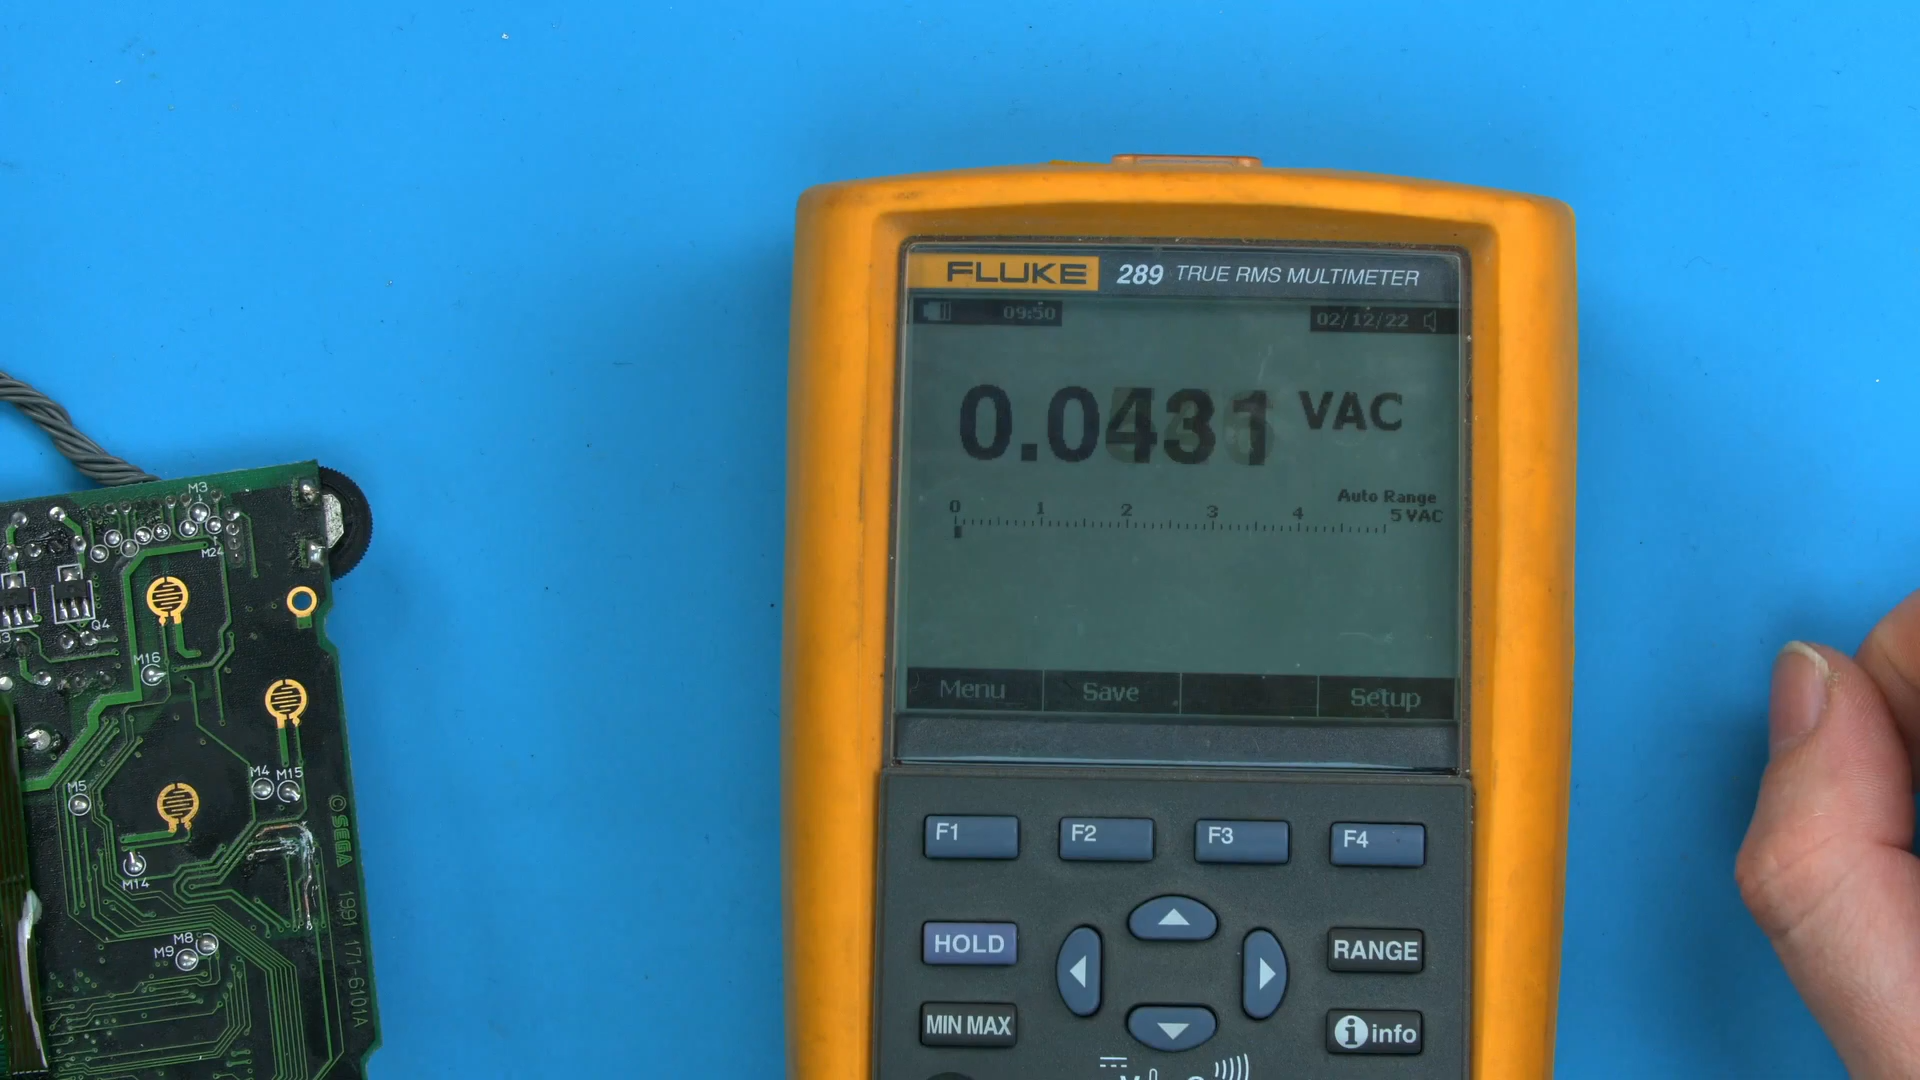 FLUKE 289 TRUE RMS MULTIMETER
09:50 02/12/22
0.0431 VAC
Auto Range
0 1 2 3 4 5 VAC
Menu Save Setup
F1 F2 F3 F4
HOLD RANGE
MIN MAX info
M3
M24
Q4
M16
M4 M15
M5
M14
M8
M9
©SEGA 1991 171-6101A